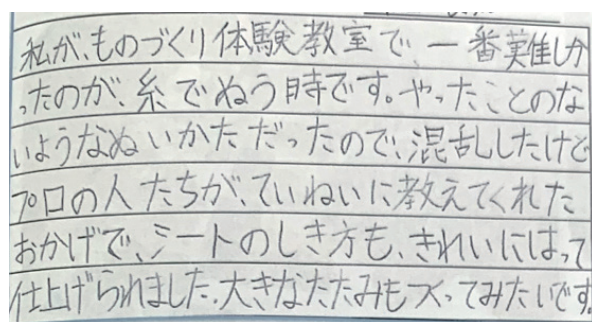 私が、ものづくり体験教室で、一番難しか
ったのが、糸でぬう時です。やったことのな
いようなぬいかただったので、混乱したけど
プロの人たちが、ていねいに教えてくれた
おかげで、シートのしき方も、きれいにはって
仕上げられました。大きなたたみもつくってみたいです。